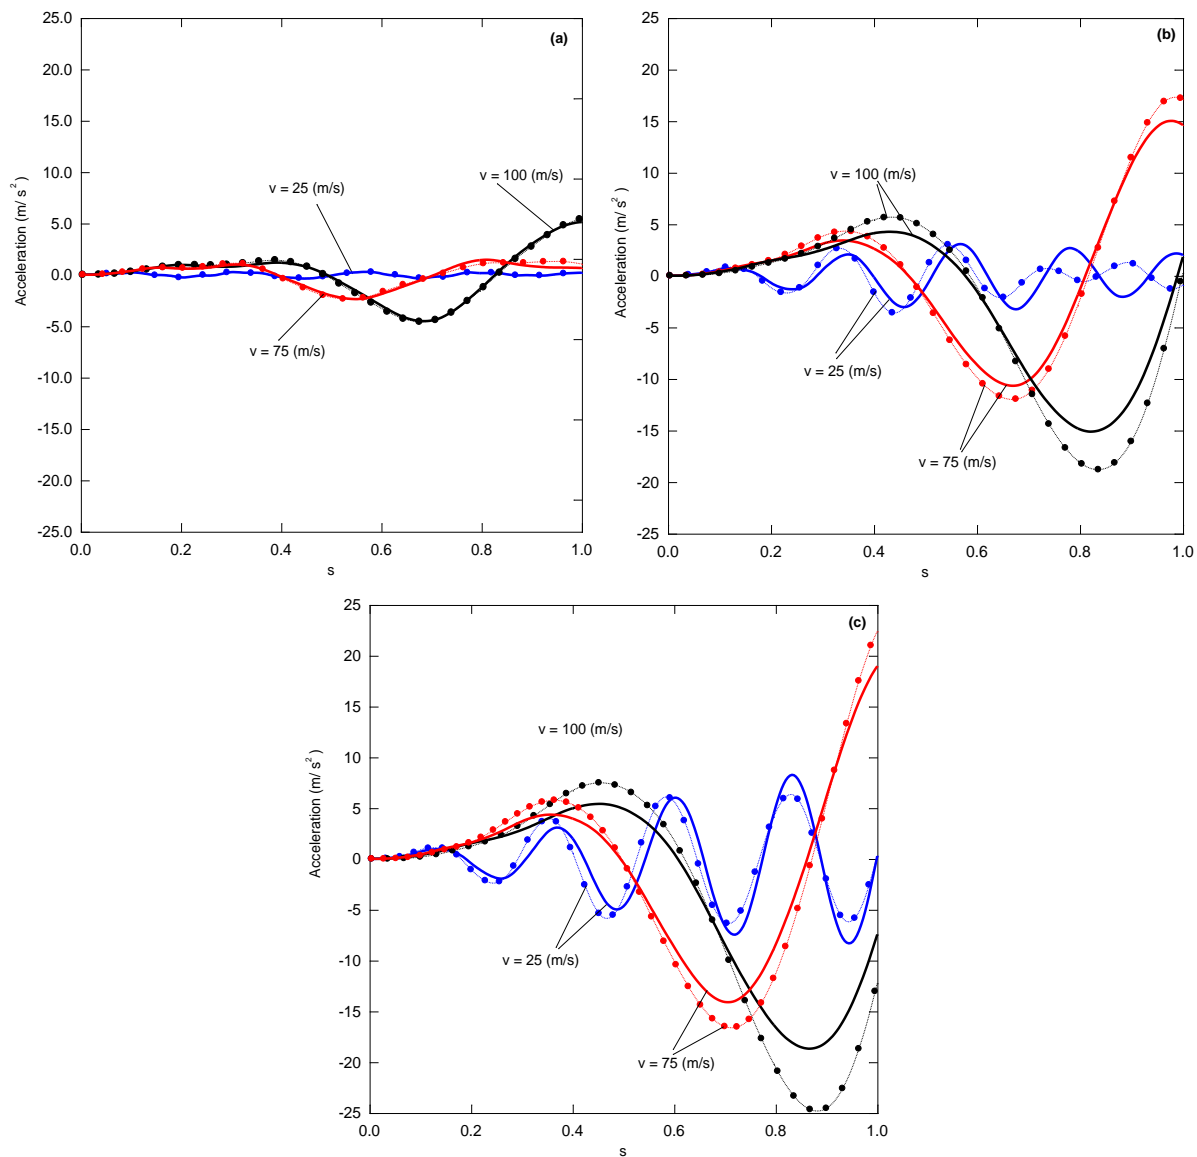 (a)
25.0
20.0
15.0
10.0
5.0
0.0
-5.0
-10.0
-15.0
-20.0
-25.0
Acceleration (m/ s²)
v = 25 (m/s)
v = 100 (m/s)
v = 75 (m/s)
0.0 0.2 0.4 0.6 0.8 1.0
s
(b)
25
20
15
10
5
0
-5
-10
-15
-20
-25
Acceleration (m/ s²)
v = 100 (m/s)
v = 25 (m/s)
v = 75 (m/s)
0.0 0.2 0.4 0.6 0.8 1.0
s
(c)
25
20
15
10
5
0
-5
-10
-15
-20
-25
Acceleration (m/ s²)
v = 100 (m/s)
v = 25 (m/s)
v = 75 (m/s)
0.0 0.2 0.4 0.6 0.8 1.0
s